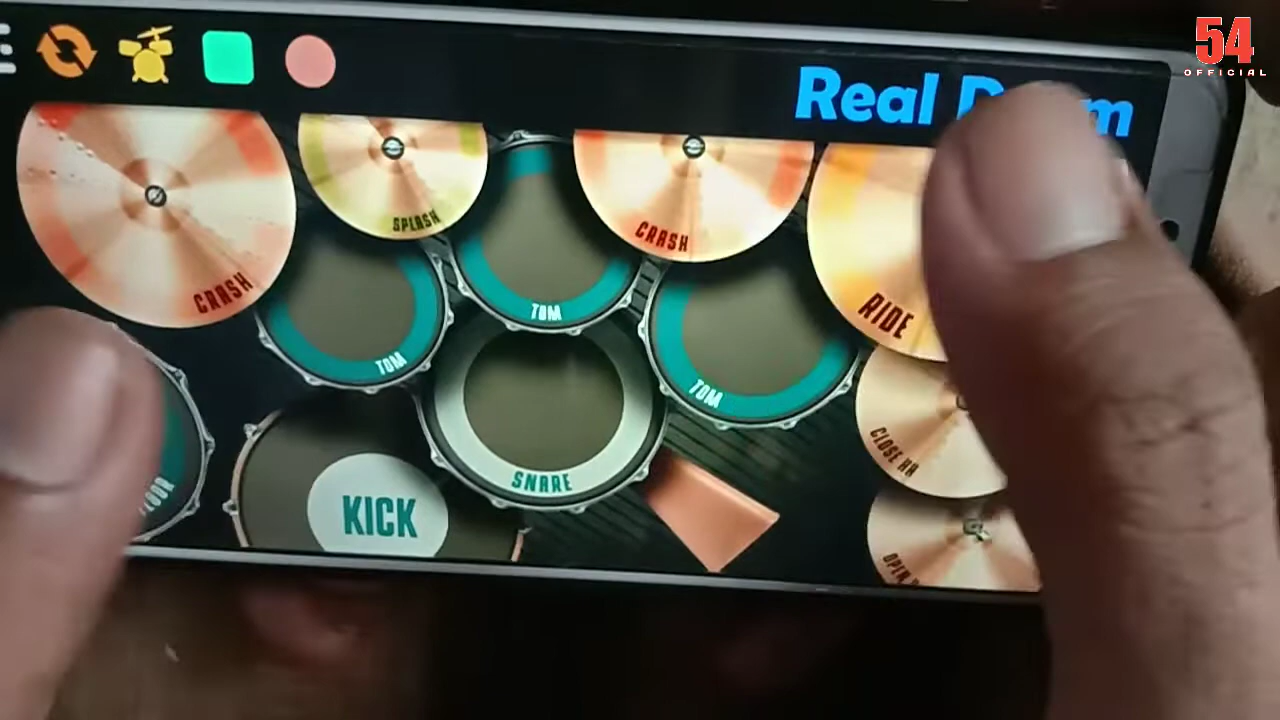 54
OFFICIAL
Real
CRASH
SPLASH
CRASH
RIDE
TOM
TOM
TOM
CLOSE HH
SNARE
KICK